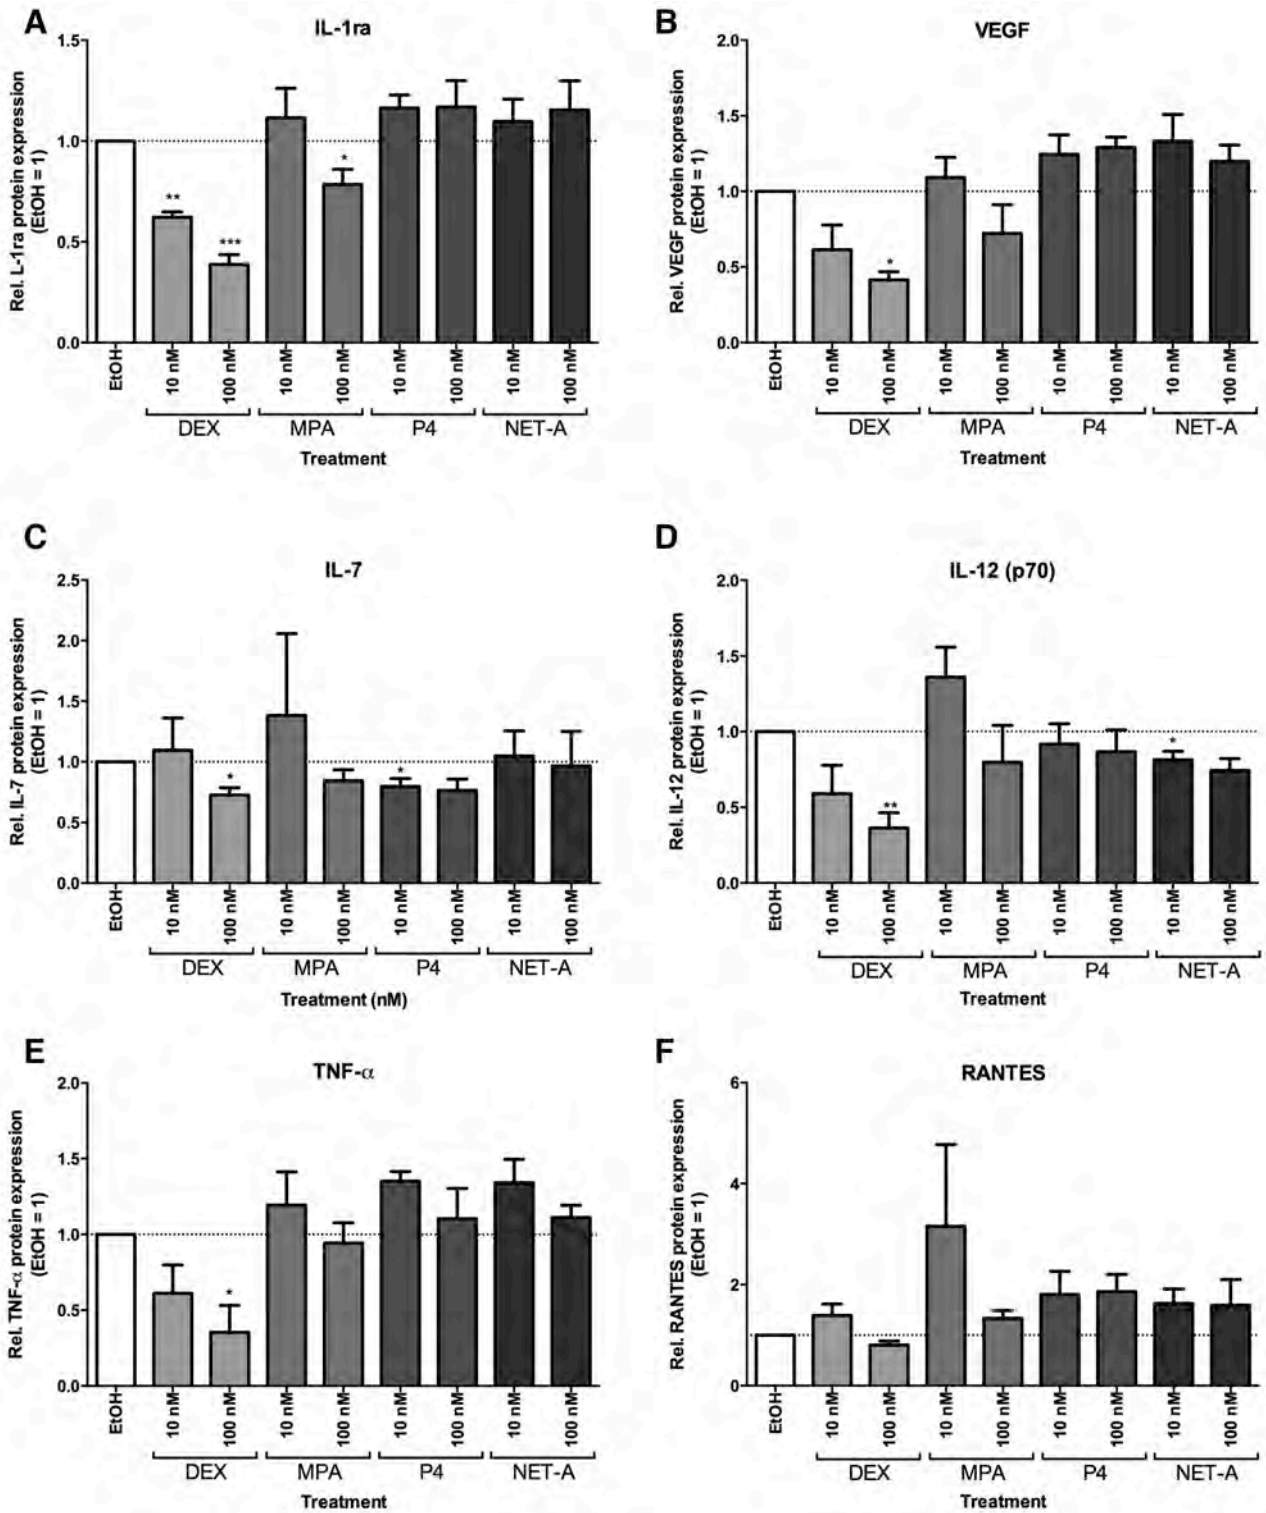 A
IL-1ra
Rel. L-1ra protein expression
(EtOH = 1)
1.5
1.0
0.5
0.0
**
***
*
EtOH
10 nM
100 nM
10 nM
100 nM
10 nM
100 nM
10 nM
100 nM
DEX
MPA
P4
NET-A
Treatment
B
VEGF
Rel. VEGF protein expression
(EtOH = 1)
2.0
1.5
1.0
0.5
0.0
*
EtOH
10 nM
100 nM
10 nM
100 nM
10 nM
100 nM
10 nM
100 nM
DEX
MPA
P4
NET-A
Treatment
C
IL-7
Rel. IL-7 protein expression
(EtOH = 1)
2.5
2.0
1.5
1.0
0.5
0.0
*
*
EtOH
10 nM
100 nM
10 nM
100 nM
10 nM
100 nM
10 nM
100 nM
DEX
MPA
P4
NET-A
Treatment (nM)
D
IL-12 (p70)
Rel. IL-12 protein expression
(EtOH = 1)
2.0
1.5
1.0
0.5
0.0
**
*
EtOH
10 nM
100 nM
10 nM
100 nM
10 nM
100 nM
10 nM
100 nM
DEX
MPA
P4
NET-A
Treatment
E
TNF-α
Rel. TNF-α protein expression
(EtOH = 1)
2.0
1.5
1.0
0.5
0.0
*
EtOH
10 nM
100 nM
10 nM
100 nM
10 nM
100 nM
10 nM
100 nM
DEX
MPA
P4
NET-A
Treatment
F
RANTES
Rel. RANTES protein expression
(EtOH = 1)
6
4
2
0
EtOH
10 nM
100 nM
10 nM
100 nM
10 nM
100 nM
10 nM
100 nM
DEX
MPA
P4
NET-A
Treatment